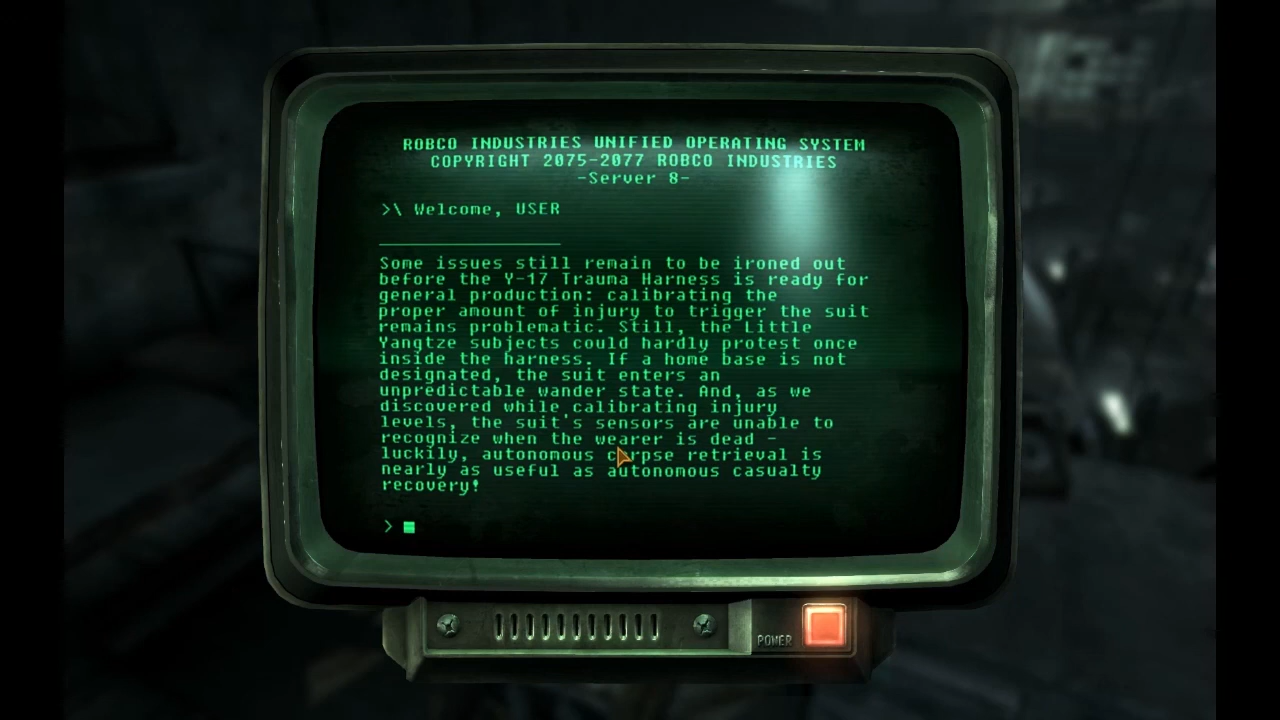 ROBCO INDUSTRIES UNIFIED OPERATING SYSTEM
COPYRIGHT 2075-2077 ROBCO INDUSTRIES
-Server 8-
>\ Welcome, USER
Some issues still remain to be ironed out
before the Y-17 Trauma Harness is ready for
general production: calibrating the
proper amount of injury to trigger the suit
remains problematic. Still, the Little
Yangtze subjects could hardly protest once
inside the harness. If a home base is not
designated, the suit enters an
unpredictable wander state. And, as we
discovered while calibrating injury
levels, the suit's sensors are unable to
recognize when the wearer is dead -
luckily, autonomous corpse retrieval is
nearly as useful as autonomous casualty
recovery!
>
POWER